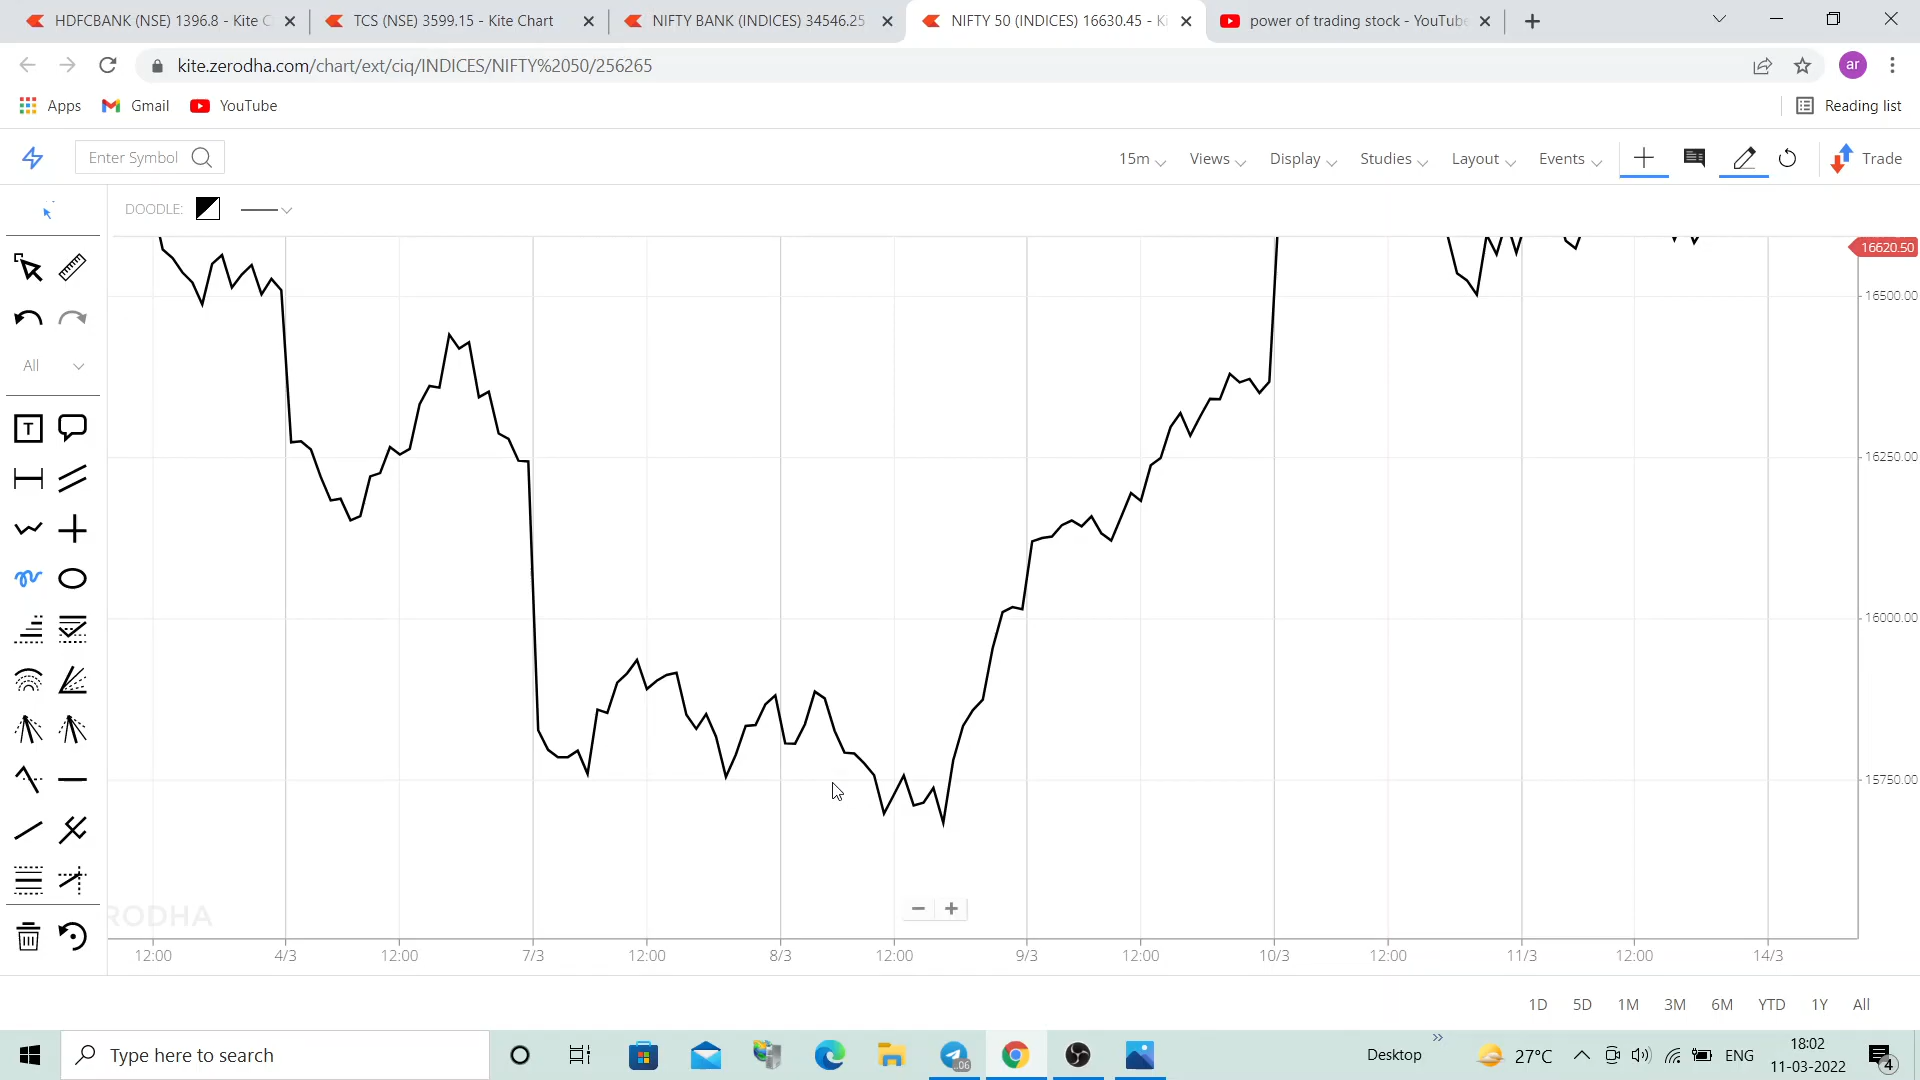 HDFCBANK (NSE) 1396.8 - Kite C
TCS (NSE) 3599.15 - Kite Chart
NIFTY BANK (INDICES) 34546.25
NIFTY 50 (INDICES) 16630.45 - Ki
power of trading stock - YouTube
kite.zerodha.com/chart/ext/ciq/INDICES/NIFTY%2050/256265
ar
Apps
Gmail
YouTube
Reading list
Enter Symbol
15m
Views
Display
Studies
Layout
Events
Trade
DOODLE:
All
T
16620.50
16500.00
16250.00
16000.00
15750.00
RODHA
12:00 4/3 12:00 7/3 12:00 8/3 12:00 9/3 12:00 10/3 12:00 11/3 12:00 14/3
1D 5D 1M 3M 6M YTD 1Y All
Type here to search
Desktop
27°C
ENG
18:02
11-03-2022
4